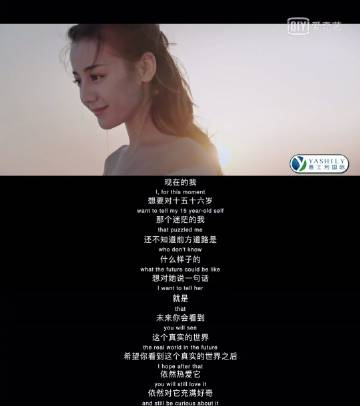 QIYI 爱奇艺
YASHILY
雅士利国际
现在的我
I, for this moment
想要对十五十六岁
want to tell my 15 year-old self
那个迷茫的我
that puzzled me
还不知道前方道路是
who don't know
什么样子的
what the future could be like
想对她说一句话
I want to tell her
就是
that
未来你会看到
you will see
这个真实的世界
the real world in the future
希望你看到这个真实的世界之后
I hope after that
依然热爱它
you will still love it
依然对它充满好奇
and still be curious about it